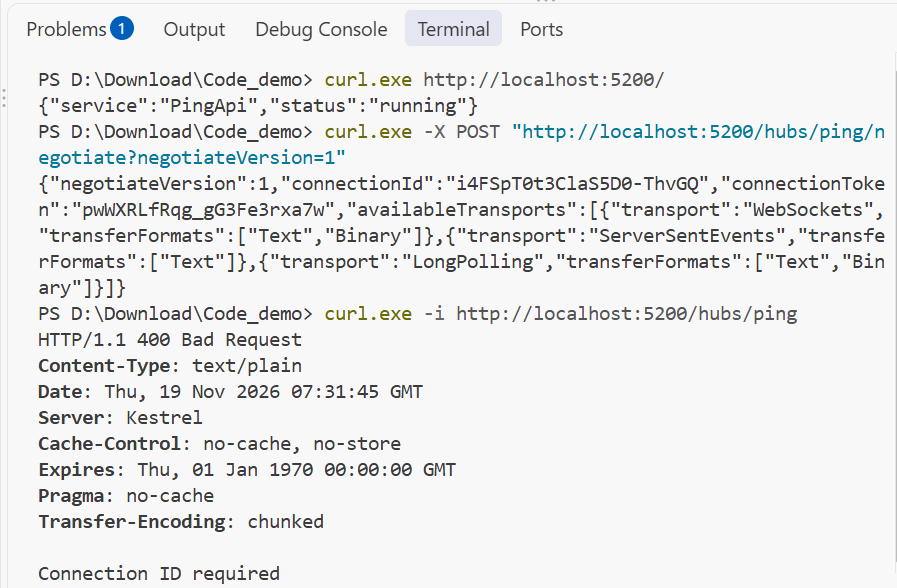 Problems 1 Output Debug Console Terminal Ports
PS D:\Download\Code_demo> curl.exe http://localhost:5200/
{"service":"PingApi","status":"running"}
PS D:\Download\Code_demo> curl.exe -X POST "http://localhost:5200/hubs/ping/n
egotiate?negotiateVersion=1"
{"negotiateVersion":1,"connectionId":"i4FSpT0t3ClaS5D0-ThvGQ","connectionToke
n":"pwWXRLfRqg_gG3Fe3rxa7w","availableTransports":[{"transport":"WebSockets",
"transferFormats":["Text","Binary"]},{"transport":"ServerSentEvents","transfe
rFormats":["Text"]},{"transport":"LongPolling","transferFormats":["Text","Bin
ary"]}]}
PS D:\Download\Code_demo> curl.exe -i http://localhost:5200/hubs/ping
HTTP/1.1 400 Bad Request
Content-Type: text/plain
Date: Thu, 19 Nov 2026 07:31:45 GMT
Server: Kestrel
Cache-Control: no-cache, no-store
Expires: Thu, 01 Jan 1970 00:00:00 GMT
Pragma: no-cache
Transfer-Encoding: chunked
Connection ID required